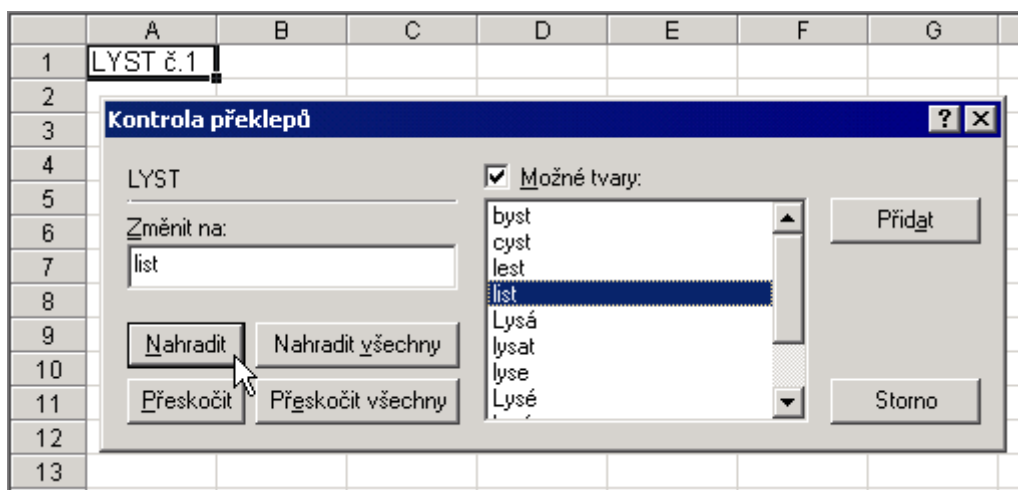 A B C D E F G
1 LYST č.1
2
3
4
5
6
7
8
9
10
11
12
13
Kontrola překlepů
LYST
Změnit na:
list
Nahradit Nahradit všechny
Přeskočit Přeskočit všechny
Možné tvary:
byst
cyst
lest
list
Lysá
lysat
lyse
Lysé
Přidat
Storno